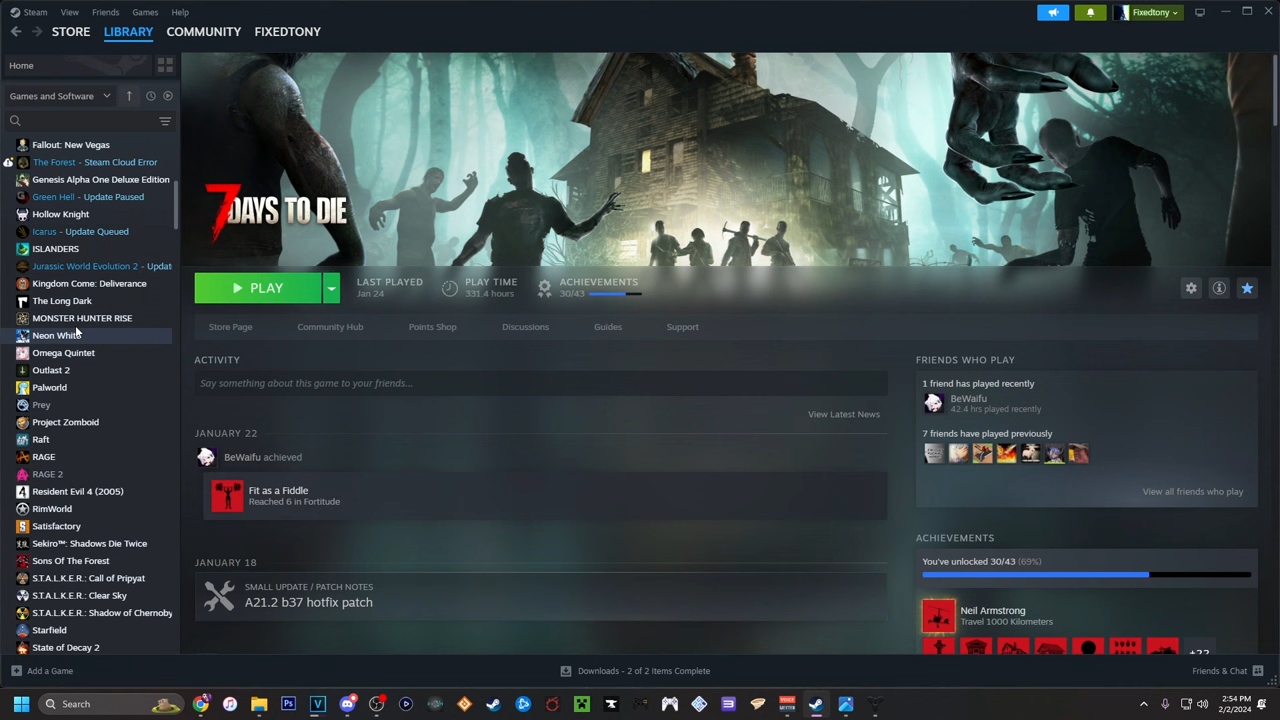 Steam View Friends Games Help Fixedtony
STORE LIBRARY COMMUNITY FIXEDTONY
Home
Games and Software
Fallout: New Vegas
The Forest - Steam Cloud Error
Genesis Alpha One Deluxe Edition
Green Hell - Update Paused
Hollow Knight
Icarus - Update Queued
ISLANDERS
Jurassic World Evolution 2 - Updat
Kingdom Come: Deliverance
The Long Dark
MONSTER HUNTER RISE
Neon White
Omega Quintet
Outlast 2
Palworld
Prey
Project Zomboid
Raft
RAGE
RAGE 2
Resident Evil 4 (2005)
RimWorld
Satisfactory
Sekiro™: Shadows Die Twice
Sons Of The Forest
S.T.A.L.K.E.R.: Call of Pripyat
S.T.A.L.K.E.R.: Clear Sky
S.T.A.L.K.E.R.: Shadow of Chernoby
Starfield
State of Decay 2
7 DAYS TO DIE
PLAY
LAST PLAYED
Jan 24
PLAY TIME
331.4 hours
ACHIEVEMENTS
30/43
Store Page Community Hub Points Shop Discussions Guides Support
ACTIVITY
Say something about this game to your friends...
View Latest News
JANUARY 22
BeWaifu achieved
Fit as a Fiddle
Reached 6 in Fortitude
JANUARY 18
SMALL UPDATE / PATCH NOTES
A21.2 b37 hotfix patch
FRIENDS WHO PLAY
1 friend has played recently
BeWaifu
42.4 hrs played recently
7 friends have played previously
View all friends who play
ACHIEVEMENTS
You've unlocked 30/43 (69%)
Neil Armstrong
Travel 1000 Kilometers
Add a Game
Downloads - 2 of 2 Items Complete
Friends & Chat
Search
2:54 PM
2/2/2024